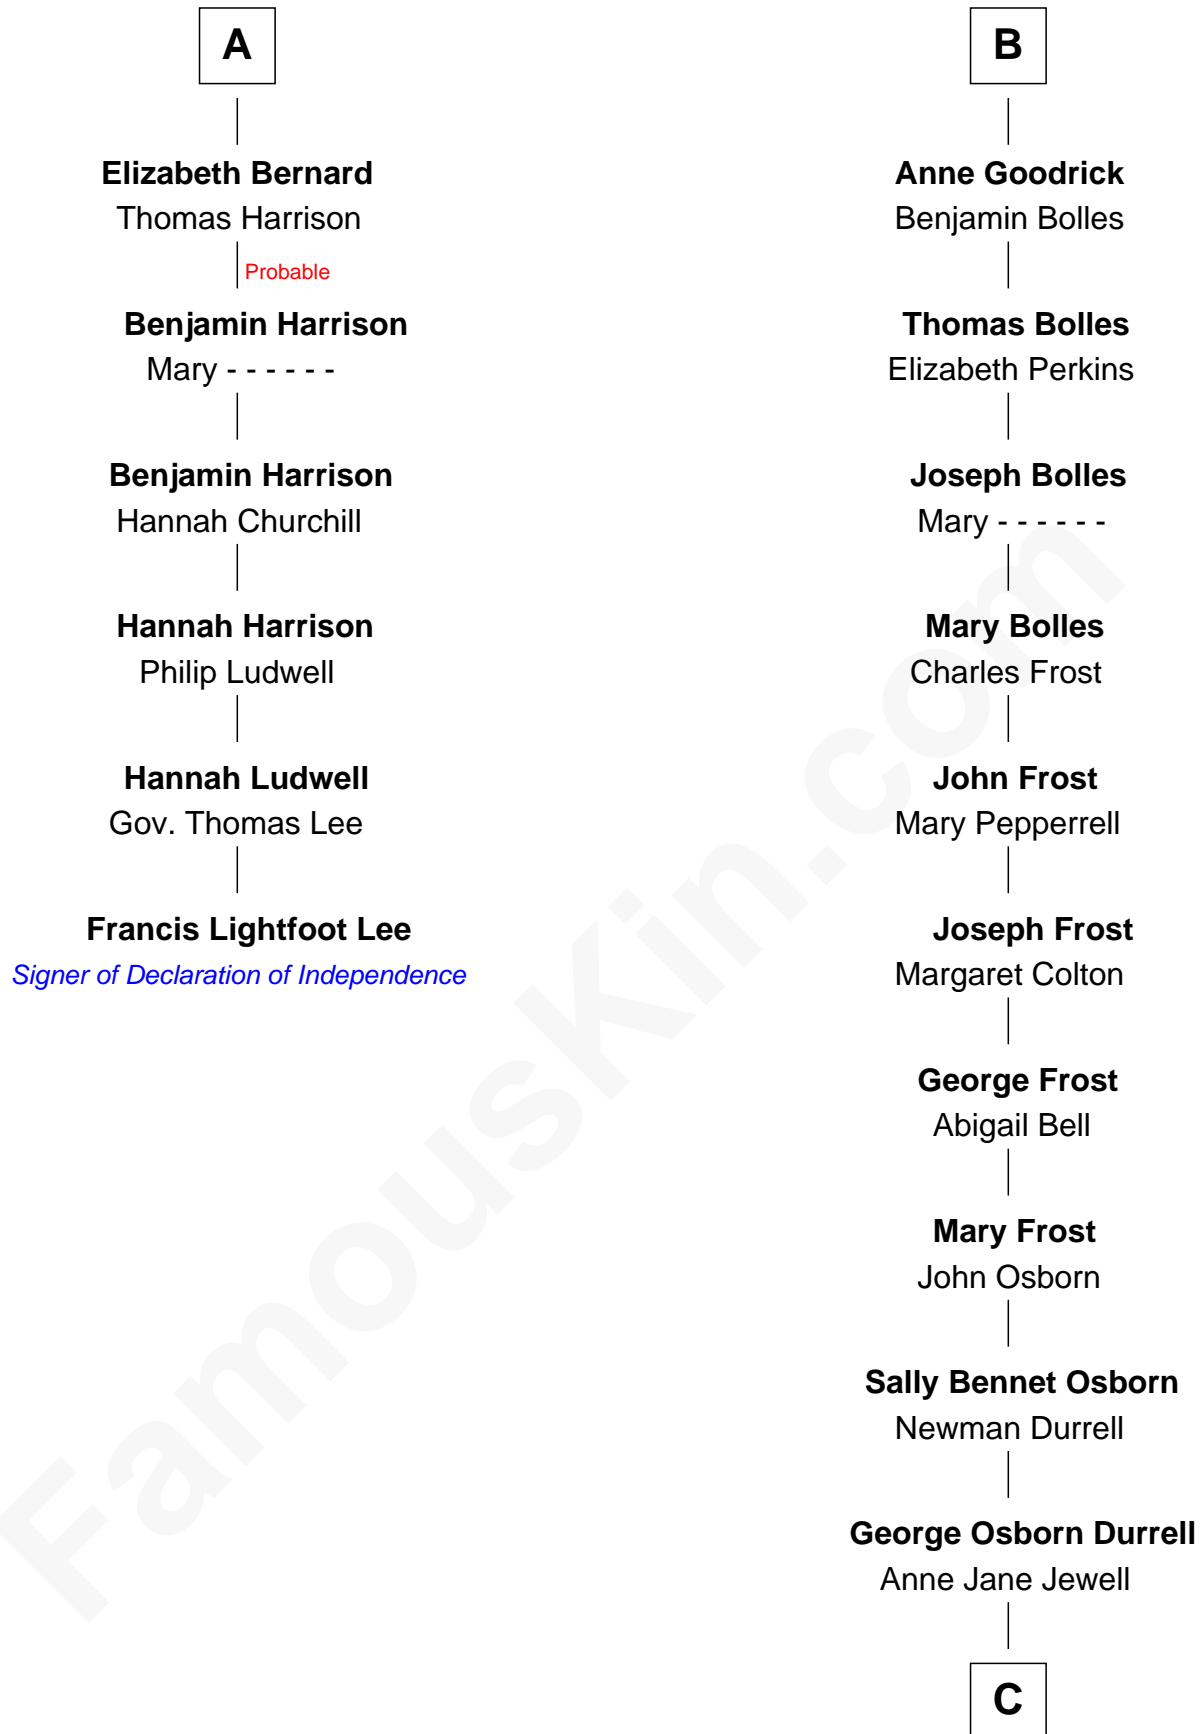 A
Elizabeth Bernard
Thomas Harrison
Probable
Benjamin Harrison
Mary - - - - - -
Benjamin Harrison
Hannah Churchill
Hannah Harrison
Philip Ludwell
Hannah Ludwell
Gov. Thomas Lee
Francis Lightfoot Lee
Signer of Declaration of Independence
B
Anne Goodrick
Benjamin Bolles
Thomas Bolles
Elizabeth Perkins
Joseph Bolles
Mary - - - - - -
Mary Bolles
Charles Frost
John Frost
Mary Pepperrell
Joseph Frost
Margaret Colton
George Frost
Abigail Bell
Mary Frost
John Osborn
Sally Bennet Osborn
Newman Durrell
George Osborn Durrell
Anne Jane Jewell
C
FamousKin.com